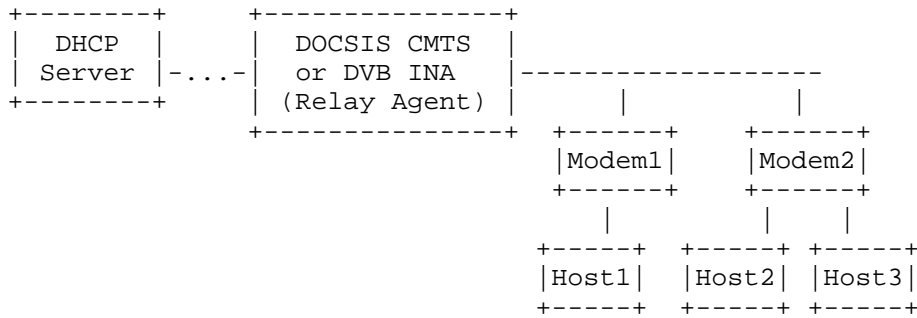 DHCP DOCSIS CMTS
Server -...- or DVB INA
(Relay Agent)
Modem1 Modem2
Host1 Host2 Host3